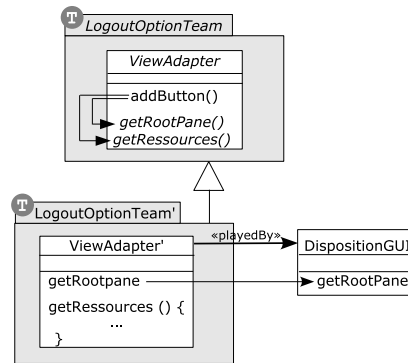 T
LogoutOptionTeam
ViewAdapter
addButton()
getRootPane()
getRessources()
T
LogoutOptionTeam'
ViewAdapter'
«playedBy»
DispositionGUI
getRootpane
getRootPane
getRessources () {
...
}